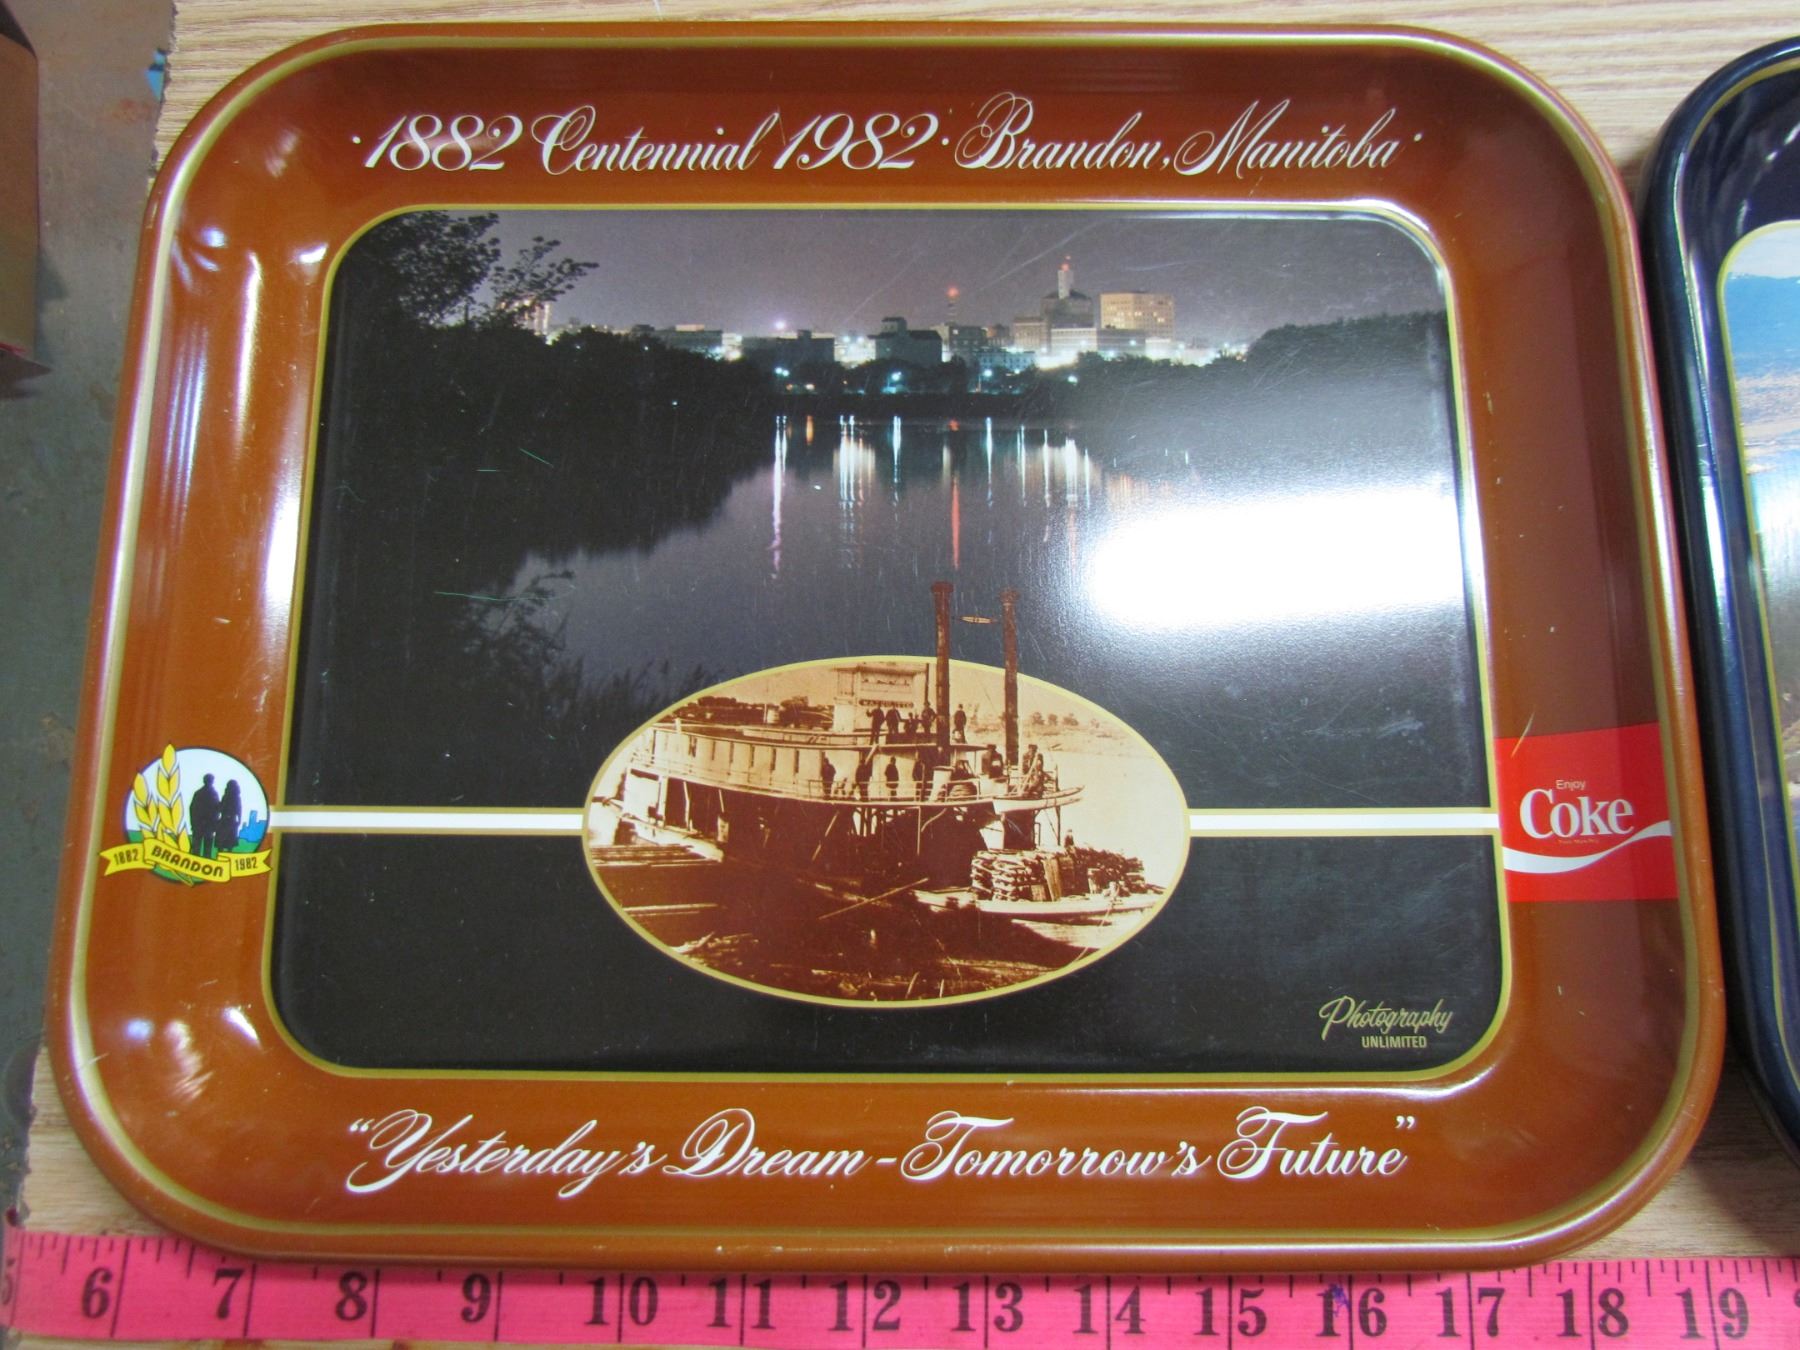 ·1882 Centennial 1982· Brandon, Manitoba·
1882 BRANDON 1982
Enjoy
Coke
Photography
UNLIMITED
“Yesterday's Dream - Tomorrow's Future”
6 7 8 9 10 11 12 13 14 15 16 17 18 19